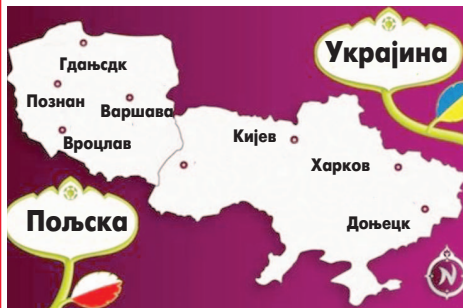 Украјина
Гдањсдк
Познан
Варшава
Вроцлав
Кијев
Харков
Доњецк
Пољска
N